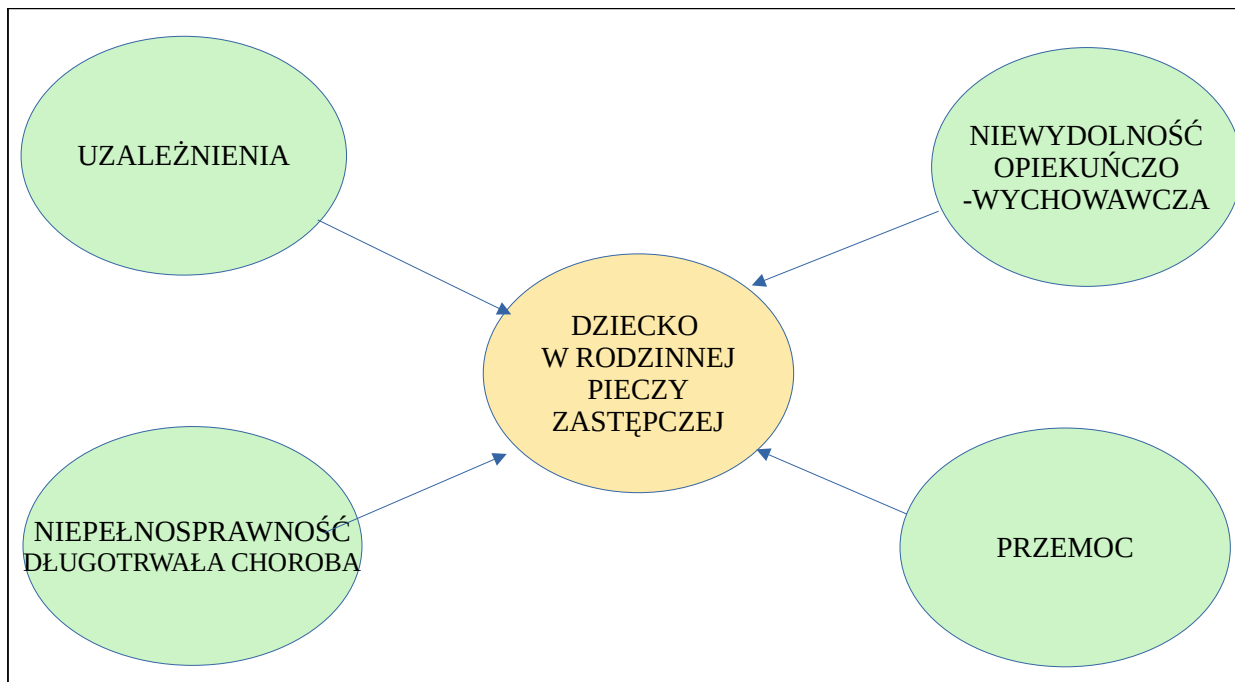 UZALEŻNIENIA
NIEWYDOLNOŚĆ
OPIEKUŃCZO
-WYCHOWAWCZA
DZIECKO
W RODZINNEJ
PIECZY
ZASTĘPCZEJ
NIEPEŁNOSPRAWNOŚĆ
DŁUGOTRWAŁA CHOROBA
PRZEMOC